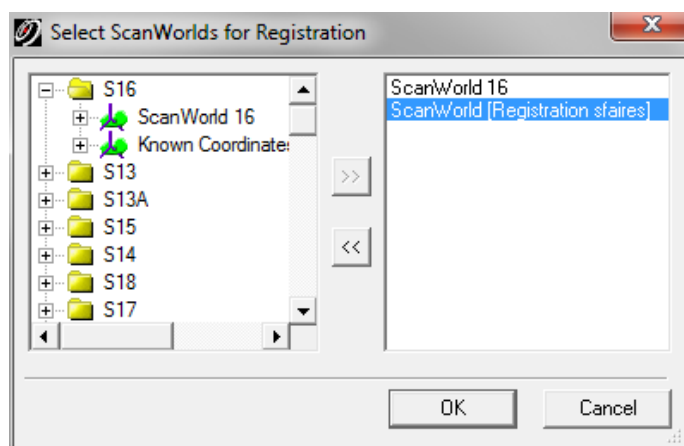 Select ScanWorlds for Registration
S16
ScanWorld 16
Known Coordinate
S13
S13A
S15
S14
S18
S17
>>
<<
ScanWorld 16
ScanWorld [Registration sfaires]
OK
Cancel